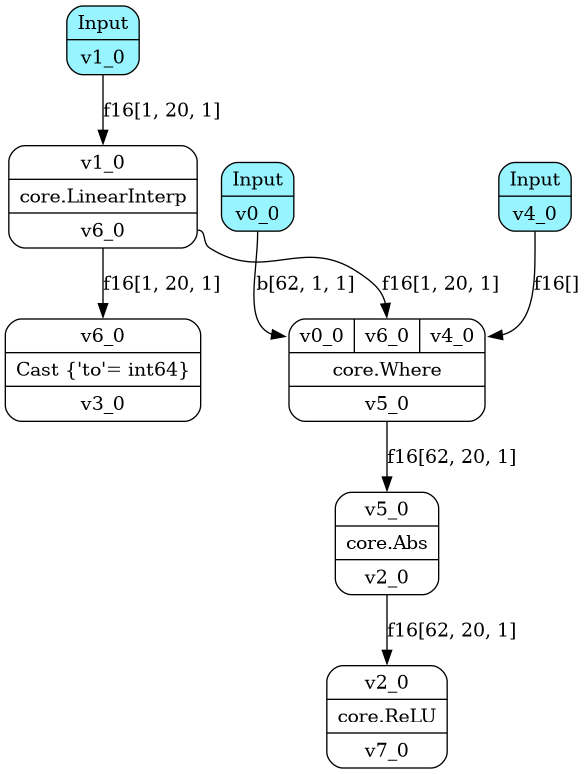 Input
v1_0
f16[1, 20, 1]
v1_0
core.LinearInterp
v6_0
Input
v0_0
Input
v4_0
f16[1, 20, 1]
b[62, 1, 1]
f16[1, 20, 1]
f16[]
v6_0
Cast {'to'= int64}
v3_0
v0_0 v6_0 v4_0
core.Where
v5_0
f16[62, 20, 1]
v5_0
core.Abs
v2_0
f16[62, 20, 1]
v2_0
core.ReLU
v7_0